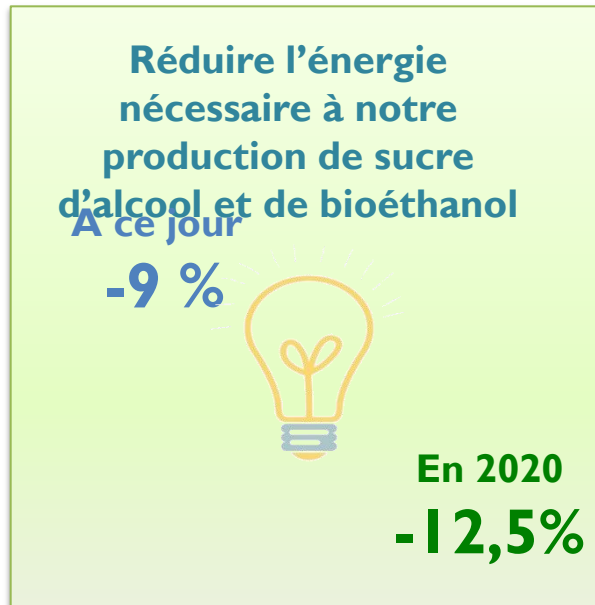 Réduire l’énergie
nécessaire à notre
production de sucre
d’alcool et de bioéthanol
A ce jour
-9 %
En 2020
-12,5%